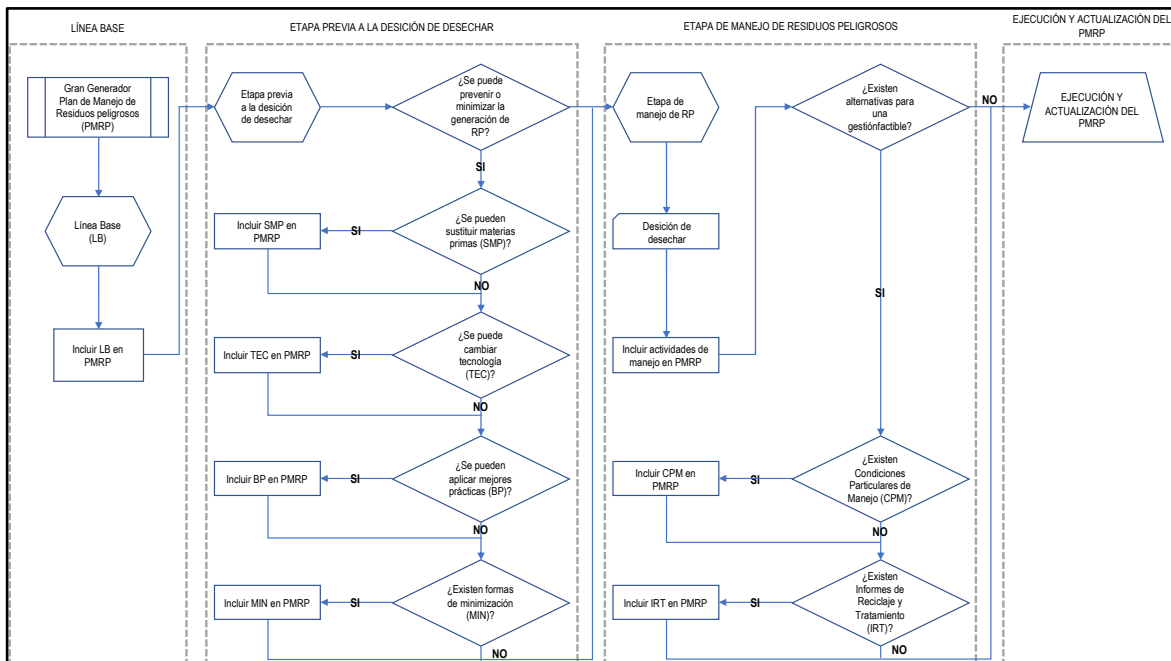 LÍNEA BASE
ETAPA PREVIA A LA DESICIÓN DE DESECHAR
ETAPA DE MANEJO DE RESIDUOS PELIGROSOS
EJECUCIÓN Y ACTUALIZACIÓN DEL
PMRP
Gran Generador
Plan de Manejo de
Residuos peligrosos
(PMRP)
Línea Base
(LB)
Incluir LB en
PMRP
Etapa previa
a la desición
de desechar
¿Se puede
prevenir o
minimizar la
generación de
RP?
SI
¿Se pueden
sustituir materias
primas (SMP)?
SI
Incluir SMP en
PMRP
NO
¿Se puede
cambiar
tecnología
(TEC)?
SI
Incluir TEC en PMRP
NO
¿Se pueden
aplicar mejores
prácticas (BP)?
SI
Incluir BP en PMRP
NO
¿Existen formas
de minimización
(MIN)?
SI
Incluir MIN en PMRP
NO
Etapa de
manejo de RP
Desición de
desechar
Incluir actividades de
manejo en PMRP
¿Existen
alternativas para
una
gestiónfactible?
NO
SI
¿Existen
Condiciones
Particulares de
Manejo (CPM)?
SI
Incluir CPM en
PMRP
NO
¿Existen
Informes de
Reciclaje y
Tratamiento
(IRT)?
SI
Incluir IRT en PMRP
NO
EJECUCIÓN Y
ACTUALIZACIÓN DEL
PMRP